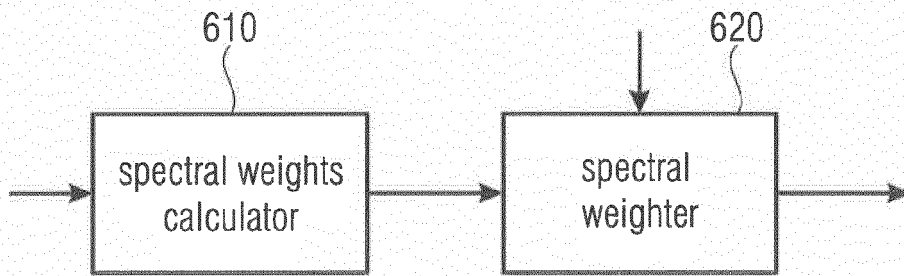 610
620
spectral weights
calculator
spectral
weighter